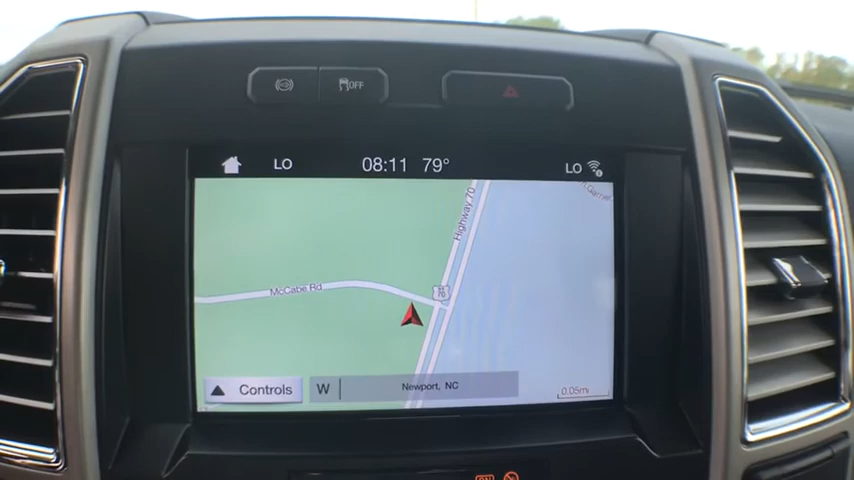 OFF
LO
08:11
79°
LO
Highway 70
McCabe Rd
70
Controls
W
Newport, NC
0.05mi